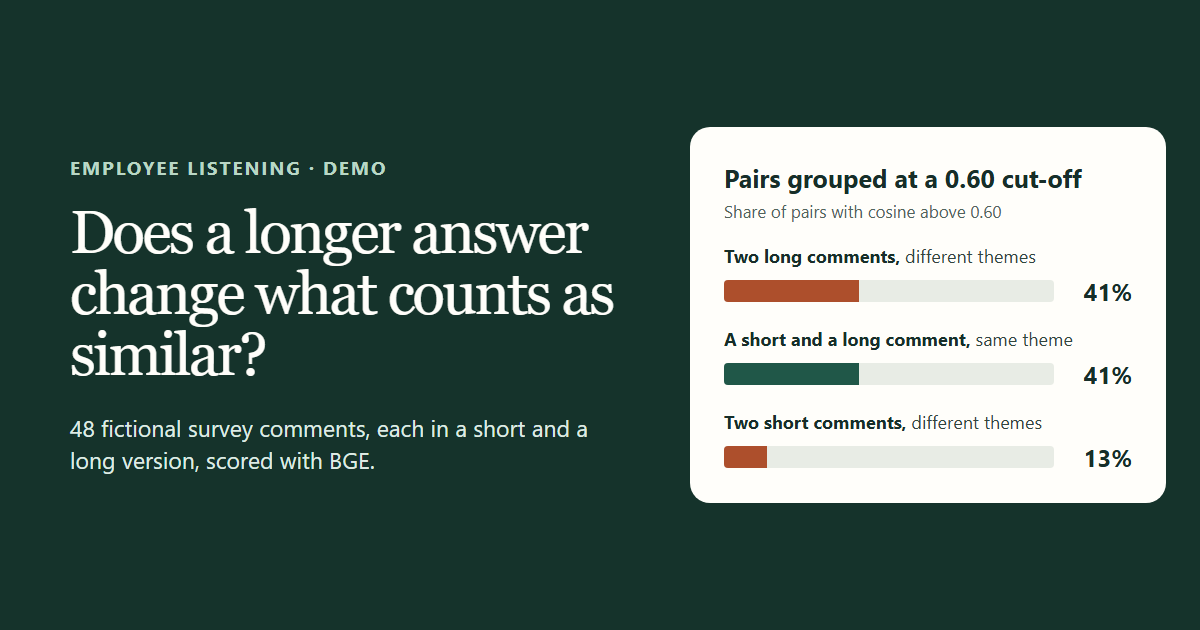 EMPLOYEE LISTENING · DEMO
Does a longer answer
change what counts as
similar?
48 fictional survey comments, each in a short and a
long version, scored with BGE.
Pairs grouped at a 0.60 cut-off
Share of pairs with cosine above 0.60
Two long comments, different themes
41%
A short and a long comment, same theme
41%
Two short comments, different themes
13%